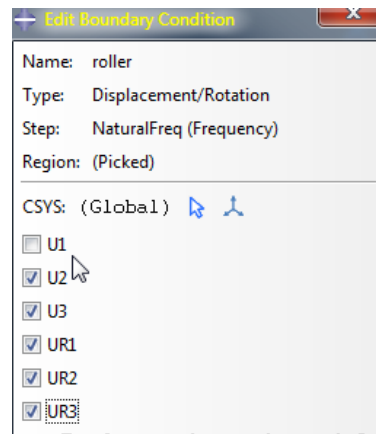 Edit Boundary Condition
Name: roller
Type: Displacement/Rotation
Step: NaturalFreq (Frequency)
Region: (Picked)
CSYS: (Global)
U1
U2
U3
UR1
UR2
UR3